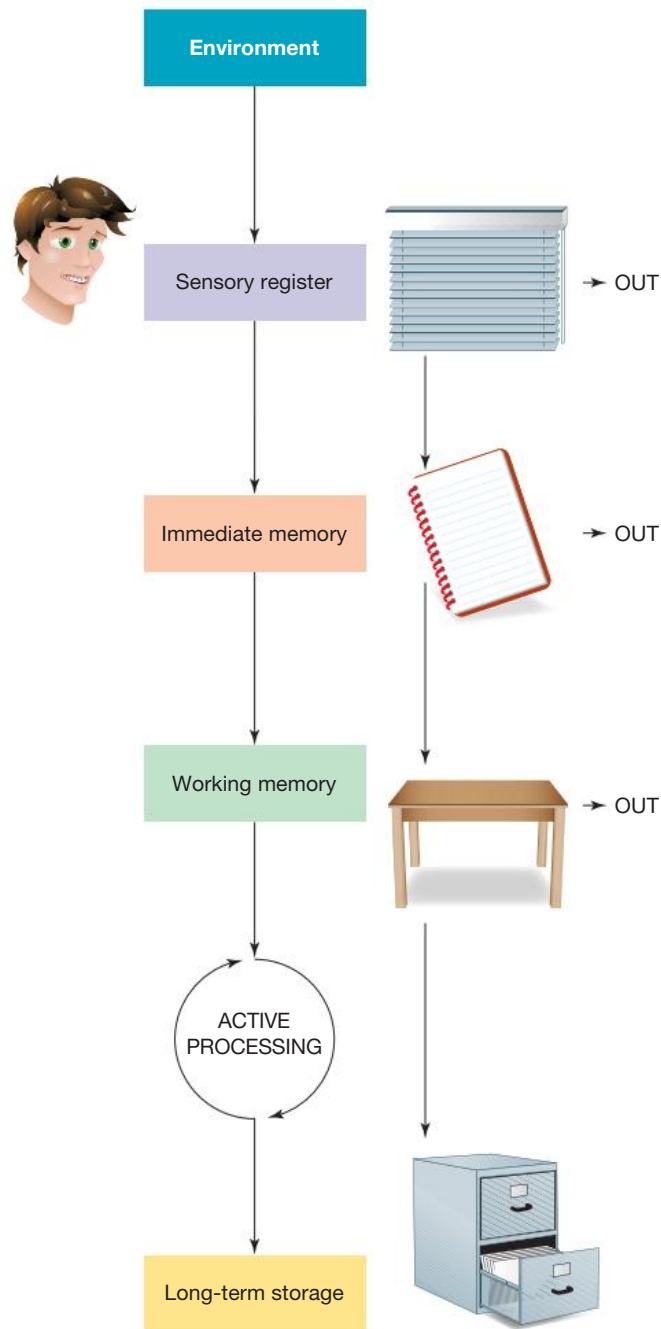 Environment
Sensory register
OUT
Immediate memory
OUT
Working memory
OUT
ACTIVE
PROCESSING
Long-term storage